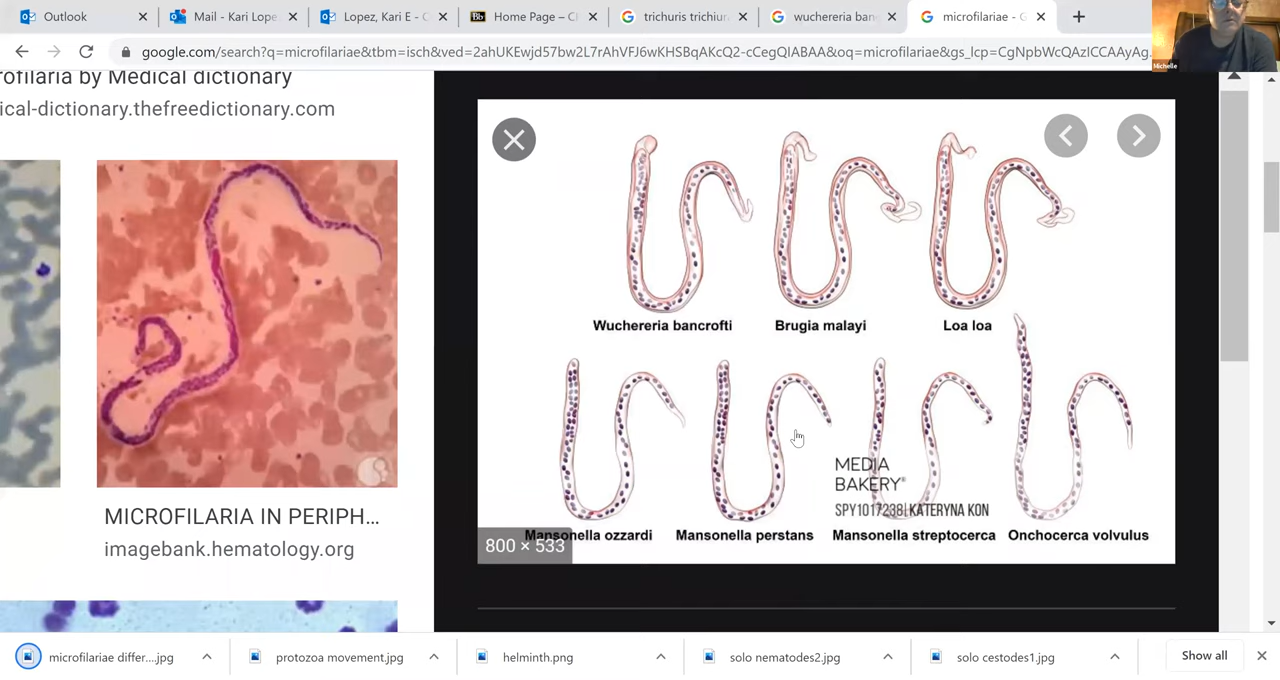 Outlook
Mail - Kari Lope
Lopez, Kari E - C
Home Page – Cl
trichuris trichiur
wuchereria ban
microfilariae - G
google.com/search?q=microfilariae&tbm=isch&ved=2ahUKEwjd57bw2L7rAhVFJ6wKHSBqAKcQ2-cCegQIABAA&oq=microfilariae&gs_lcp=CgNpbWcQAzICCAAyAg
Michelle
rofilaria by Medical dictionary
ical-dictionary.thefreedictionary.com
MICROFILARIA IN PERIPH...
imagebank.hematology.org
Wuchereria bancrofti
Brugia malayi
Loa loa
MEDIA
BAKERY
SPY1017238|KATERYNA KON
Mansonella ozzardi
Mansonella perstans
Mansonella streptocerca
Onchocerca volvulus
800 × 533
microfilariae differ....jpg
protozoa movement.jpg
helminth.png
solo nematodes2.jpg
solo cestodes1.jpg
Show all